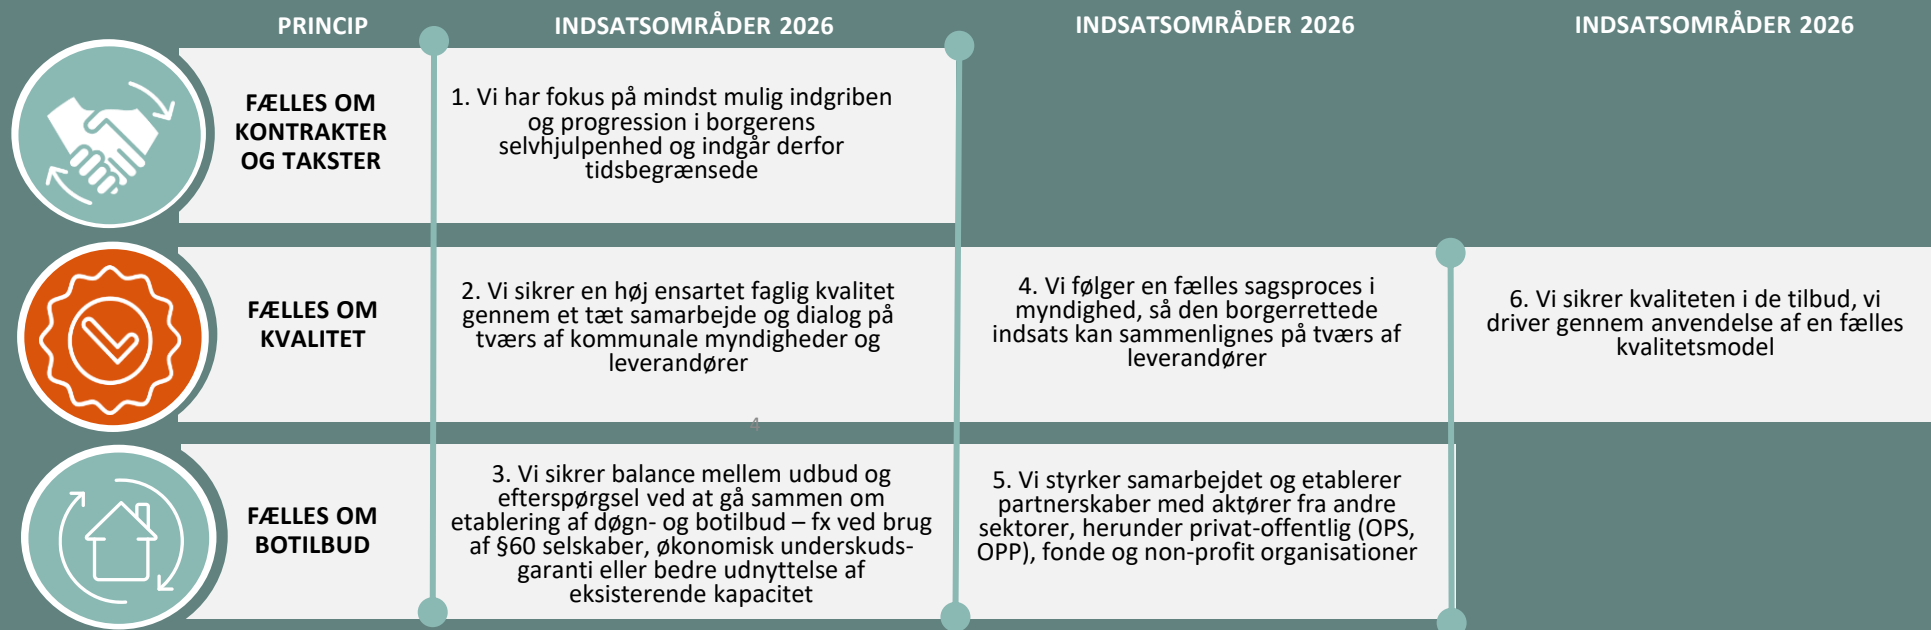 PRINCIP
INDSATSOMRÅDER 2026
INDSATSOMRÅDER 2026
INDSATSOMRÅDER 2026
FÆLLES OM
KONTRAKTER
OG TAKSTER
1. Vi har fokus på mindst mulig indgriben
og progression i borgerens
selvhjulpenhed og indgår derfor
tidsbegrænsede
FÆLLES OM
KVALITET
2. Vi sikrer en høj ensartet faglig kvalitet
gennem et tæt samarbejde og dialog på
tværs af kommunale myndigheder og
leverandører
4. Vi følger en fælles sagsproces i
myndighed, så den borgerrettede
indsats kan sammenlignes på tværs af
leverandører
6. Vi sikrer kvaliteten i de tilbud, vi
driver gennem anvendelse af en fælles
kvalitetsmodel
4
FÆLLES OM
BOTILBUD
3. Vi sikrer balance mellem udbud og
efterspørgsel ved at gå sammen om
etablering af døgn- og botilbud – fx ved brug
af §60 selskaber, økonomisk underskuds-
garanti eller bedre udnyttelse af
eksisterende kapacitet
5. Vi styrker samarbejdet og etablerer
partnerskaber med aktører fra andre
sektorer, herunder privat-offentlig (OPS,
OPP), fonde og non-profit organisationer